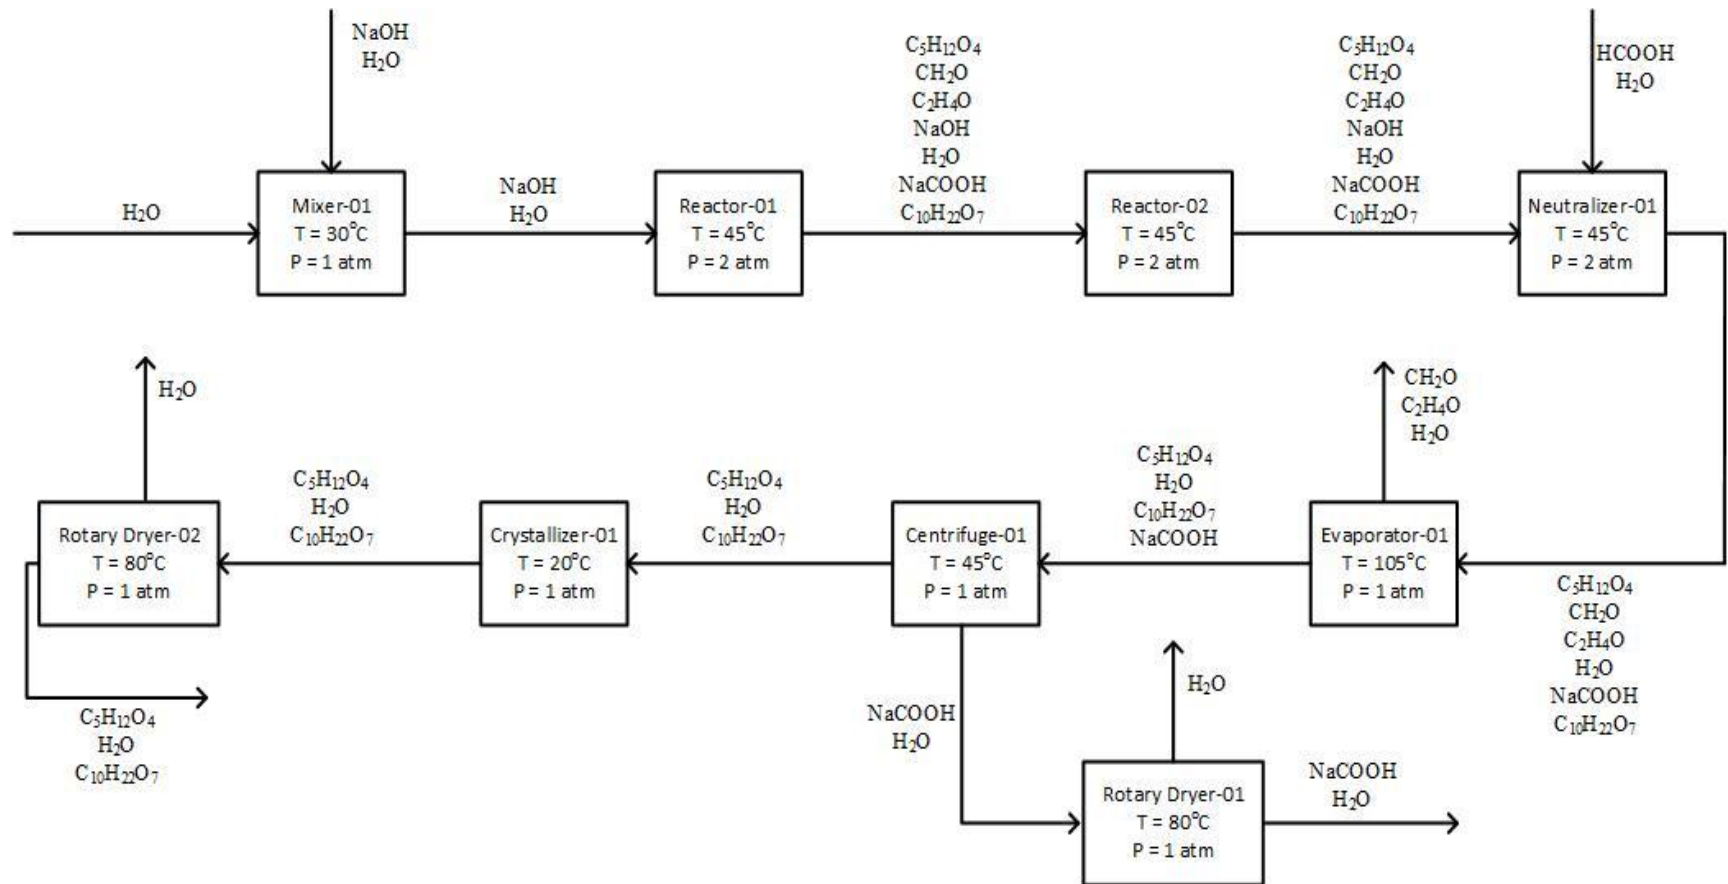 NaOH
H₂O
H₂O
Mixer-01
T = 30°C
P = 1 atm
NaOH
H₂O
Reactor-01
T = 45°C
P = 2 atm
C₅H₁₂O₄
CH₂O
C₂H₄O
NaOH
H₂O
NaCOOH
C₁₀H₂₂O₇
Reactor-02
T = 45°C
P = 2 atm
C₅H₁₂O₄
CH₂O
C₂H₄O
NaOH
H₂O
NaCOOH
C₁₀H₂₂O₇
HCOOH
H₂O
Neutralizer-01
T = 45°C
P = 2 atm
C₅H₁₂O₄
CH₂O
C₂H₄O
H₂O
NaCOOH
C₁₀H₂₂O₇
Evaporator-01
T = 105°C
P = 1 atm
CH₂O
C₂H₄O
H₂O
C₅H₁₂O₄
H₂O
C₁₀H₂₂O₇
NaCOOH
Centrifuge-01
T = 45°C
P = 1 atm
C₅H₁₂O₄
H₂O
C₁₀H₂₂O₇
Crystallizer-01
T = 20°C
P = 1 atm
C₅H₁₂O₄
H₂O
C₁₀H₂₂O₇
Rotary Dryer-02
T = 80°C
P = 1 atm
H₂O
C₅H₁₂O₄
H₂O
C₁₀H₂₂O₇
NaCOOH
H₂O
Rotary Dryer-01
T = 80°C
P = 1 atm
H₂O
NaCOOH
H₂O